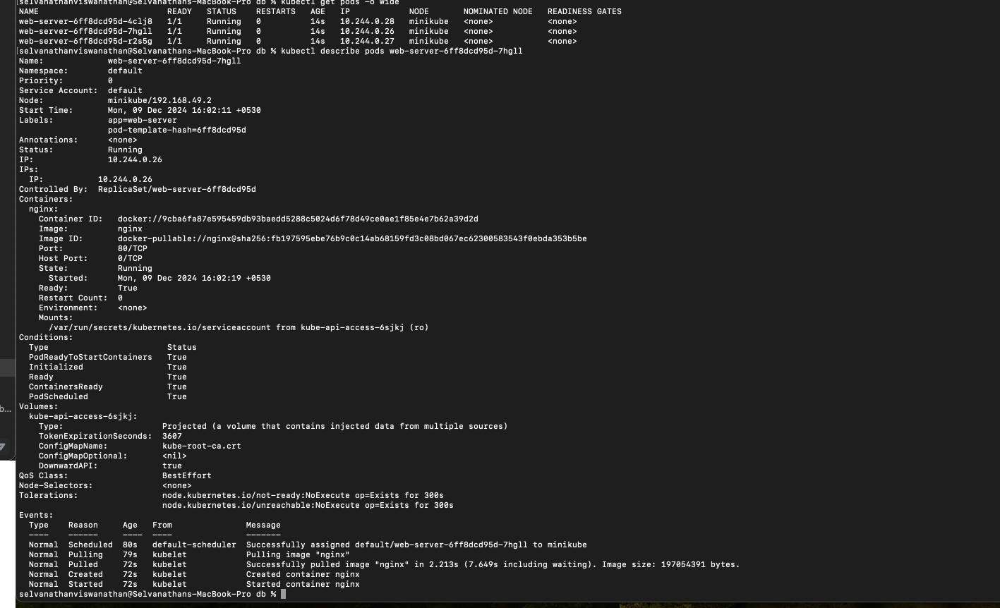 [selvanathanviswanathan@Selvanathans-MacBook-Pro db % kubectl get pods -o wide
NAME                          READY   STATUS    RESTARTS   AGE   IP            NODE       NOMINATED NODE   READINESS GATES
web-server-6ff8dcd95d-4clj8   1/1     Running   0          14s   10.244.0.28   minikube   <none>           <none>
web-server-6ff8dcd95d-7hgll   1/1     Running   0          14s   10.244.0.26   minikube   <none>           <none>
web-server-6ff8dcd95d-r2s5g   1/1     Running   0          14s   10.244.0.27   minikube   <none>           <none>
[selvanathanviswanathan@Selvanathans-MacBook-Pro db % kubectl describe pods web-server-6ff8dcd95d-7hgll
Name:             web-server-6ff8dcd95d-7hgll
Namespace:        default
Priority:         0
Service Account:  default
Node:             minikube/192.168.49.2
Start Time:       Mon, 09 Dec 2024 16:02:11 +0530
Labels:           app=web-server
                  pod-template-hash=6ff8dcd95d
Annotations:      <none>
Status:           Running
IP:               10.244.0.26
IPs:
  IP:           10.244.0.26
Controlled By:  ReplicaSet/web-server-6ff8dcd95d
Containers:
  nginx:
    Container ID:   docker://9cba6fa87e595459db93baedd5288c5024d6f78d49ce0ae1f85e4e7b62a39d2d
    Image:          nginx
    Image ID:       docker-pullable://nginx@sha256:fb197595ebe76b9c0c14ab68159fd3c08bd067ec62300583543f0ebda353b5be
    Port:           80/TCP
    Host Port:      0/TCP
    State:          Running
      Started:      Mon, 09 Dec 2024 16:02:19 +0530
    Ready:          True
    Restart Count:  0
    Environment:    <none>
    Mounts:
      /var/run/secrets/kubernetes.io/serviceaccount from kube-api-access-6sjkj (ro)
Conditions:
  Type                        Status
  PodReadyToStartContainers   True
  Initialized                 True
  Ready                       True
  ContainersReady             True
  PodScheduled                True
Volumes:
  kube-api-access-6sjkj:
    Type:                    Projected (a volume that contains injected data from multiple sources)
    TokenExpirationSeconds:  3607
    ConfigMapName:           kube-root-ca.crt
    ConfigMapOptional:       <nil>
    DownwardAPI:             true
QoS Class:                   BestEffort
Node-Selectors:              <none>
Tolerations:                 node.kubernetes.io/not-ready:NoExecute op=Exists for 300s
                             node.kubernetes.io/unreachable:NoExecute op=Exists for 300s
Events:
  Type    Reason     Age   From               Message
  ----    ------     ----  ----               -------
  Normal  Scheduled  80s   default-scheduler  Successfully assigned default/web-server-6ff8dcd95d-7hgll to minikube
  Normal  Pulling    79s   kubelet            Pulling image "nginx"
  Normal  Pulled     72s   kubelet            Successfully pulled image "nginx" in 2.213s (7.649s including waiting). Image size: 197054391 bytes.
  Normal  Created    72s   kubelet            Created container nginx
  Normal  Started    72s   kubelet            Started container nginx
selvanathanviswanathan@Selvanathans-MacBook-Pro db %
b...